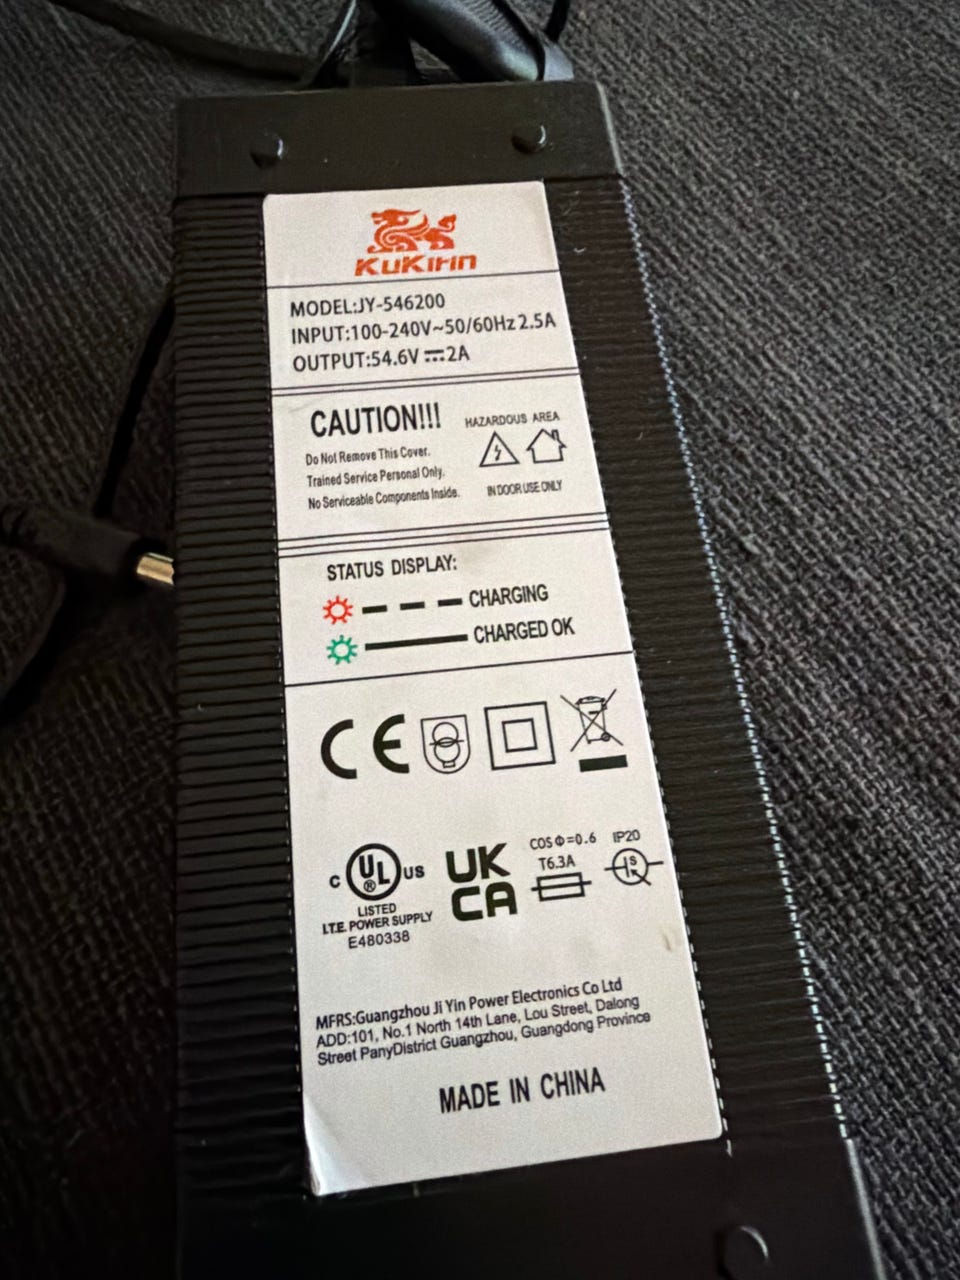 KuKirin
MODEL:JY-546200
INPUT:100-240V~50/60Hz 2.5A
OUTPUT:54.6V⎓2A
CAUTION!!!
Do Not Remove This Cover.
Trained Service Personal Only.
No Serviceable Components Inside.
HAZARDOUS AREA
IN DOOR USE ONLY
STATUS DISPLAY:
CHARGING
CHARGED OK
CE
C UL® US
LISTED
I.T.E. POWER SUPPLY
E480338
UK
CA
COSΦ=0.6
T6.3A
IP20
S
MFRS:Guangzhou Ji Yin Power Electronics Co Ltd
ADD:101, No.1 North 14th Lane, Lou Street, Dalong
Street PanyDistrict Guangzhou, Guangdong Province
MADE IN CHINA